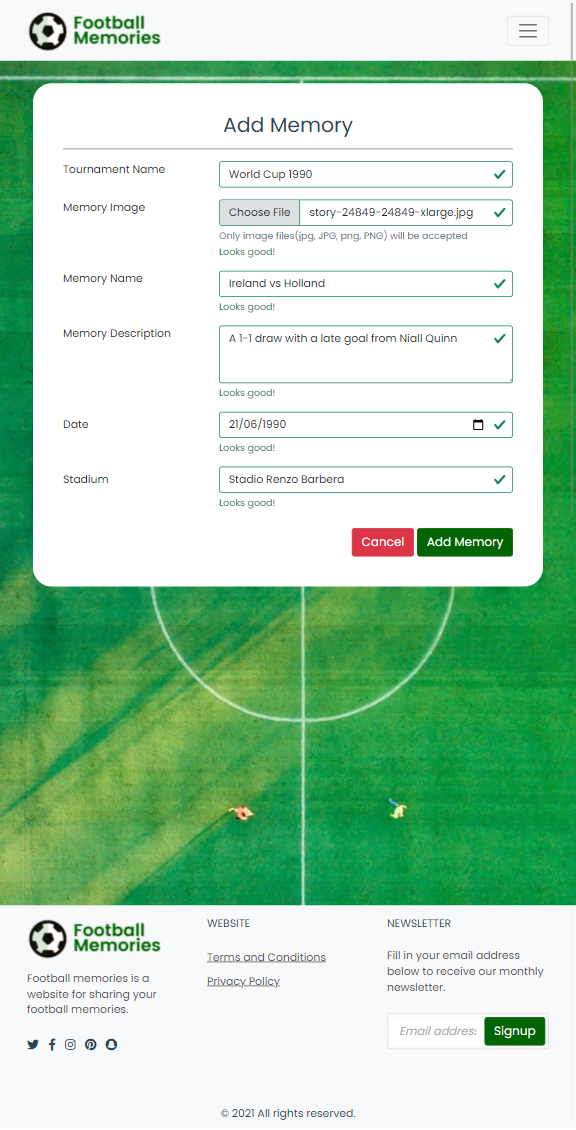 Football
Memories
Add Memory
Tournament Name
World Cup 1990
Memory Image
Choose File
story-24849-24849-xlarge.jpg
Only image files(jpg, JPG, png, PNG) will be accepted
Looks good!
Memory Name
Ireland vs Holland
Looks good!
Memory Description
A 1-1 draw with a late goal from Niall Quinn
Looks good!
Date
21/06/1990
Looks good!
Stadium
Stadio Renzo Barbera
Looks good!
Cancel
Add Memory
Football
Memories
Football memories is a
website for sharing your
football memories.
WEBSITE
Terms and Conditions
Privacy Policy
NEWSLETTER
Fill in your email address
below to receive our monthly
newsletter.
Email address
Signup
© 2021 All rights reserved.